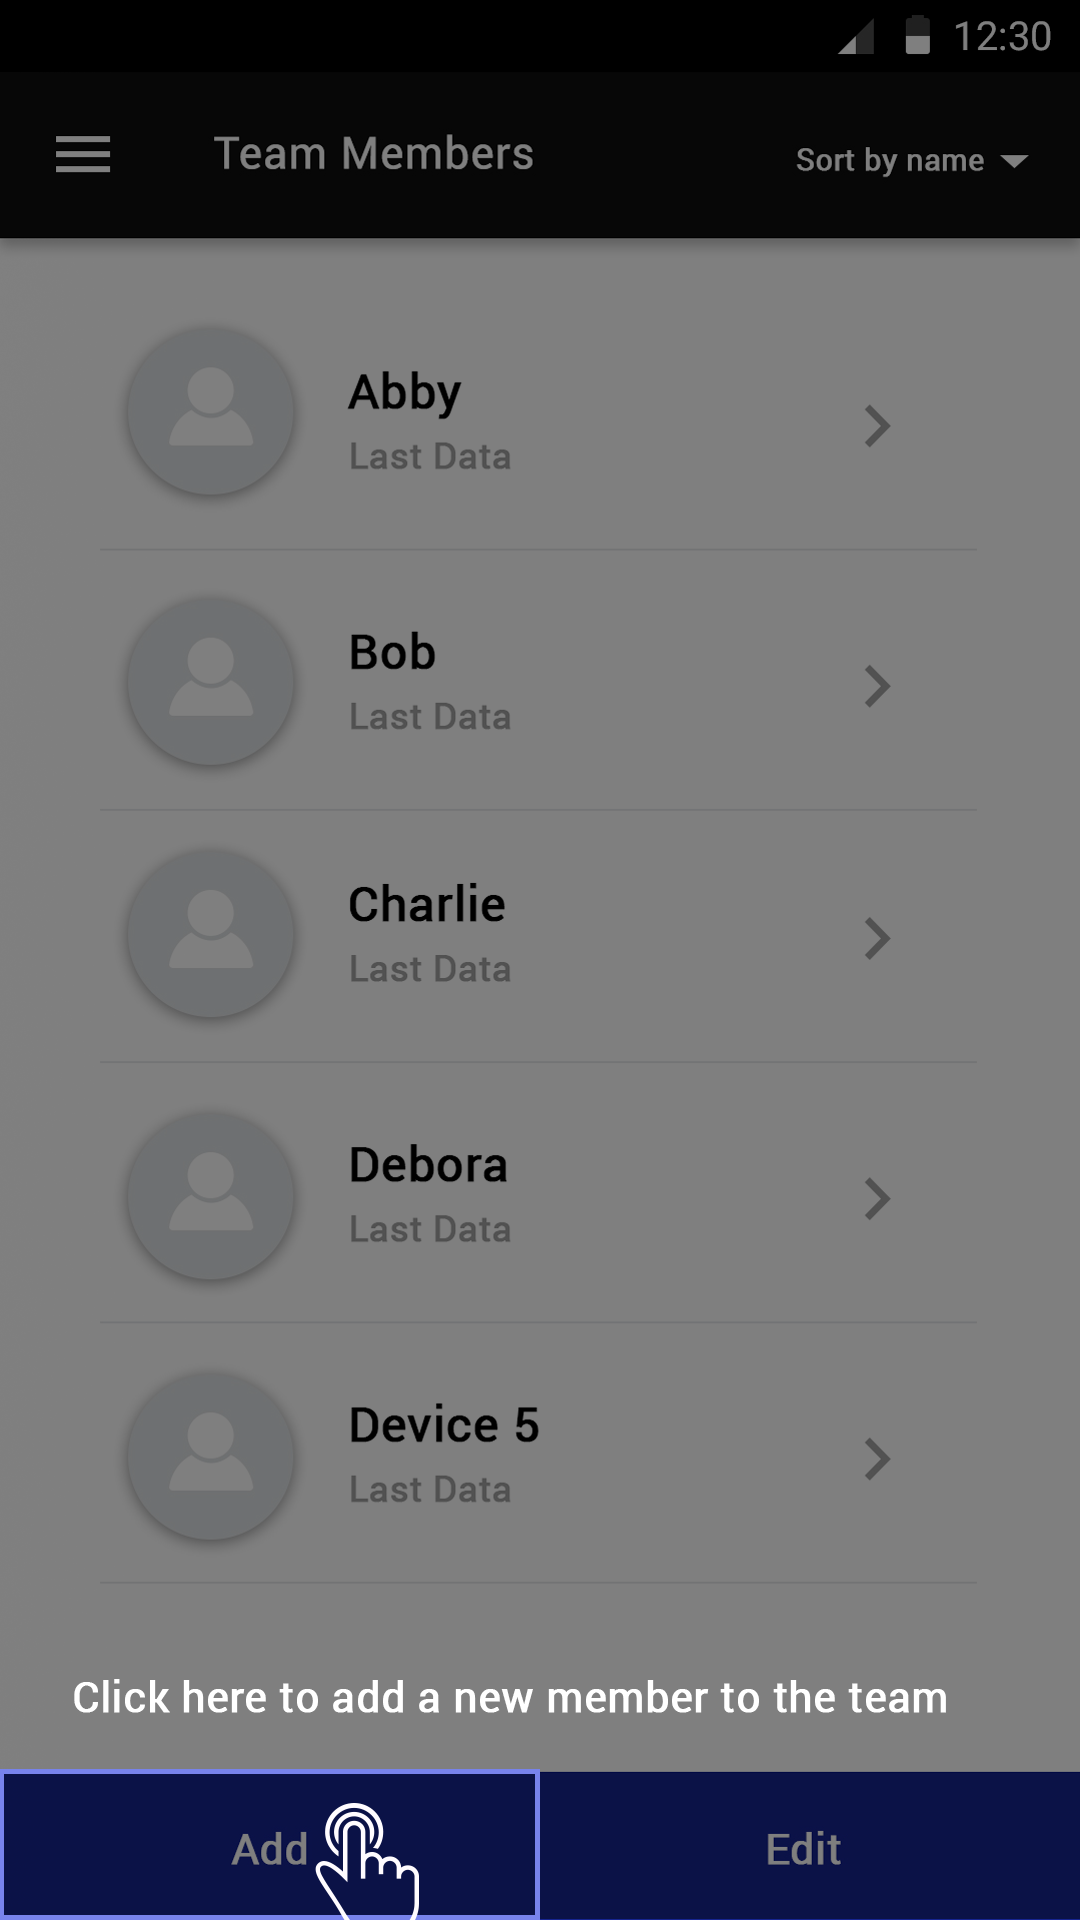 12:30
Team Members
Sort by name
Abby
Last Data
Bob
Last Data
Charlie
Last Data
Debora
Last Data
Device 5
Last Data
Click here to add a new member to the team
Add
Edit